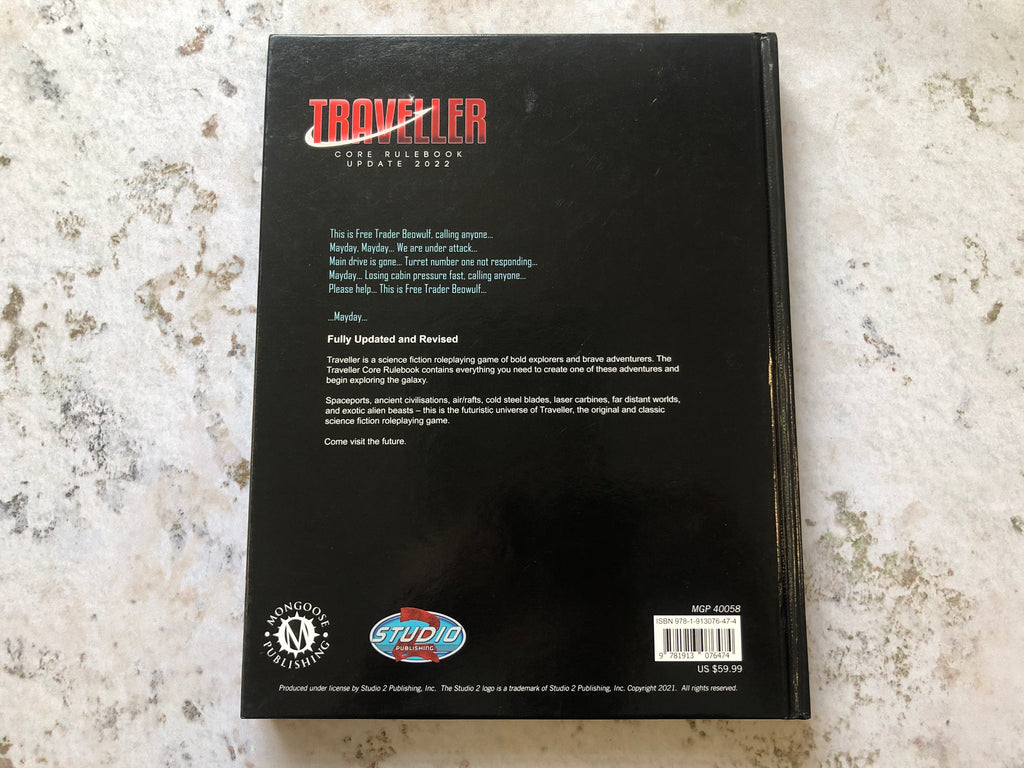 TRAVELLER
CORE RULEBOOK
UPDATE 2022
This is Free Trader Beowulf, calling anyone...
Mayday, Mayday... We are under attack...
Main drive is gone... Turret number one not responding...
Mayday... Losing cabin pressure fast, calling anyone...
Please help... This is Free Trader Beowulf...
...Mayday...
Fully Updated and Revised
Traveller is a science fiction roleplaying game of bold explorers and brave adventurers. The
Traveller Core Rulebook contains everything you need to create one of these adventures and
begin exploring the galaxy.
Spaceports, ancient civilisations, air/rafts, cold steel blades, laser carbines, far distant worlds,
and exotic alien beasts – this is the futuristic universe of Traveller, the original and classic
science fiction roleplaying game.
Come visit the future.
MONGOOSE
M
PUBLISHING
STUDIO
2
PUBLISHING
MGP 40058
ISBN 978-1-913076-47-4
9 781913 076474
US $59.99
Produced under license by Studio 2 Publishing, Inc. The Studio 2 logo is a trademark of Studio 2 Publishing, Inc. Copyright 2021. All rights reserved.